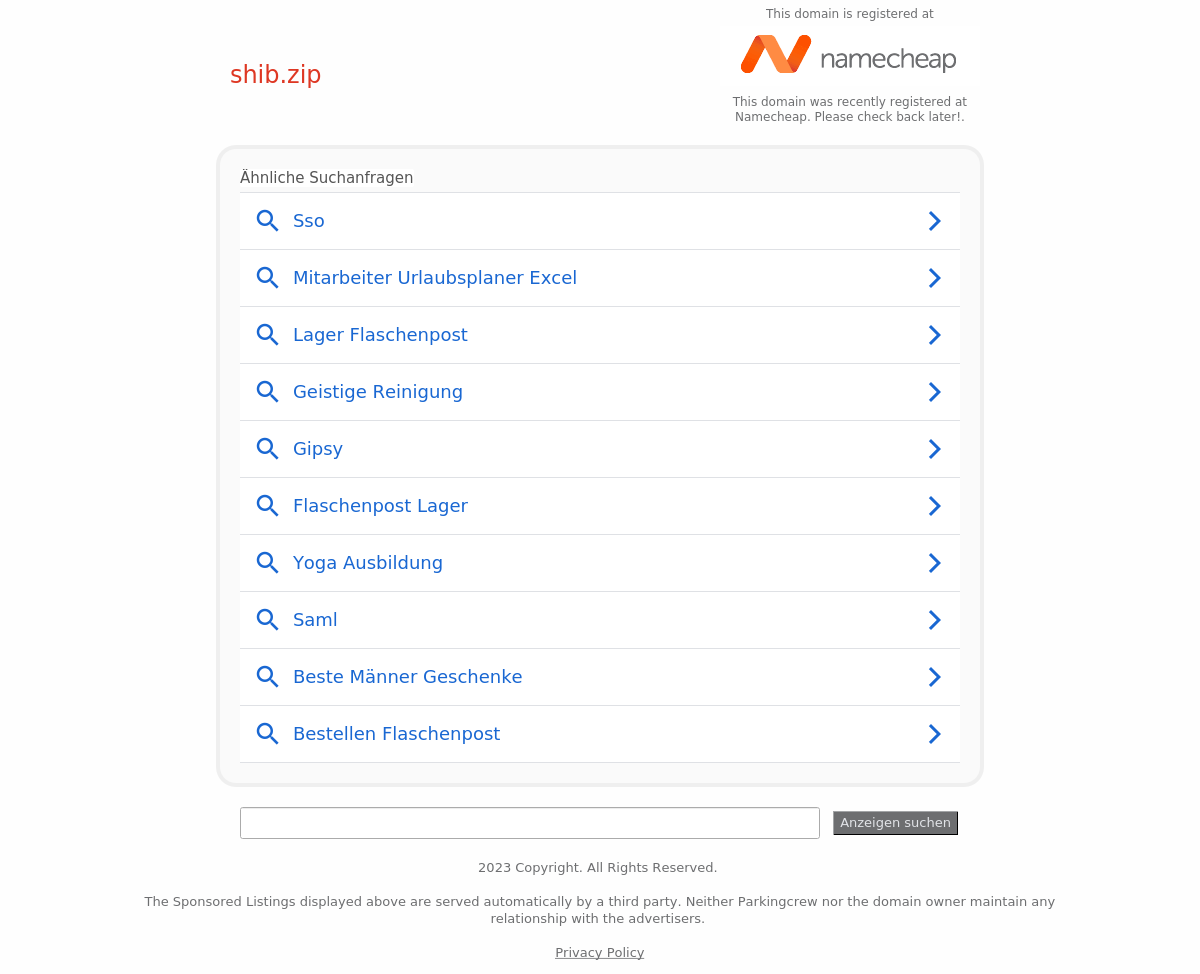 This domain is registered at
namecheap
shib.zip
This domain was recently registered at
Namecheap. Please check back later!.
Ähnliche Suchanfragen
Sso
Mitarbeiter Urlaubsplaner Excel
Lager Flaschenpost
Geistige Reinigung
Gipsy
Flaschenpost Lager
Yoga Ausbildung
Saml
Beste Männer Geschenke
Bestellen Flaschenpost
Anzeigen suchen
2023 Copyright. All Rights Reserved.
The Sponsored Listings displayed above are served automatically by a third party. Neither Parkingcrew nor the domain owner maintain any
relationship with the advertisers.
Privacy Policy